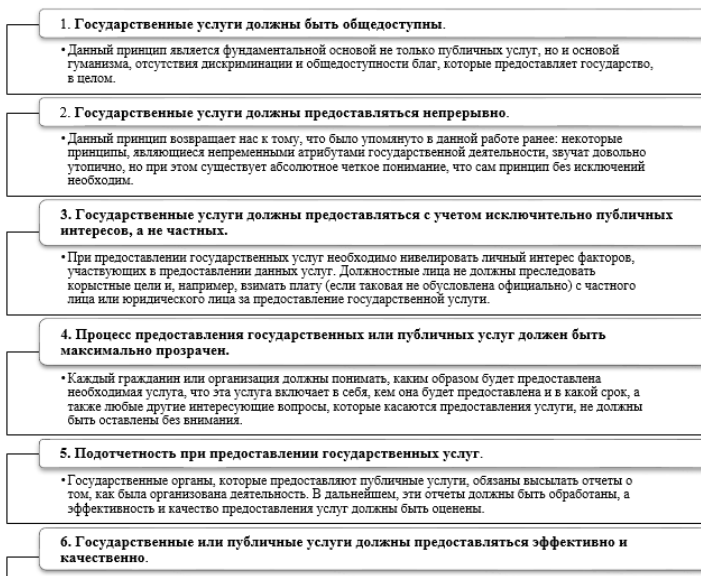 1. Государственные услуги должны быть общедоступны.
• Данный принцип является фундаментальной основой не только публичных услуг, но и основой
гуманизма, отсутствия дискриминации и общедоступности благ, которые предоставляет государство,
в целом.
2. Государственные услуги должны предоставляться непрерывно.
• Данный принцип возвращает нас к тому, что было упомянуто в данной работе ранее: некоторые
принципы, являющиеся непременными атрибутами государственной деятельности, звучат довольно
утопично, но при этом существует абсолютное четкое понимание, что сам принцип без исключений
необходим.
3. Государственные услуги должны предоставляться с учетом исключительно публичных
интересов, а не частных.
• При предоставлении государственных услуг необходимо нивелировать личный интерес факторов,
участвующих в предоставлении данных услуг. Должностные лица не должны преследовать
корыстные цели и, например, взимать плату (если таковая не обусловлена официально) с частного
лица или юридического лица за предоставление государственной услуги.
4. Процесс предоставления государственных или публичных услуг должен быть
максимально прозрачен.
• Каждый гражданин или организация должны понимать, каким образом будет предоставлена
необходимая услуга, что эта услуга включает в себя, кем она будет предоставлена и в какой срок, а
также любые другие интересующие вопросы, которые касаются предоставления услуги, не должны
быть оставлены без внимания.
5. Подотчетность при предоставлении государственных услуг.
• Государственные органы, которые предоставляют публичные услуги, обязаны высылать отчеты о
том, как была организована деятельность. В дальнейшем, эти отчеты должны быть обработаны, а
эффективность и качество предоставления услуг должны быть оценены.
6. Государственные или публичные услуги должны предоставляться эффективно и
качественно.